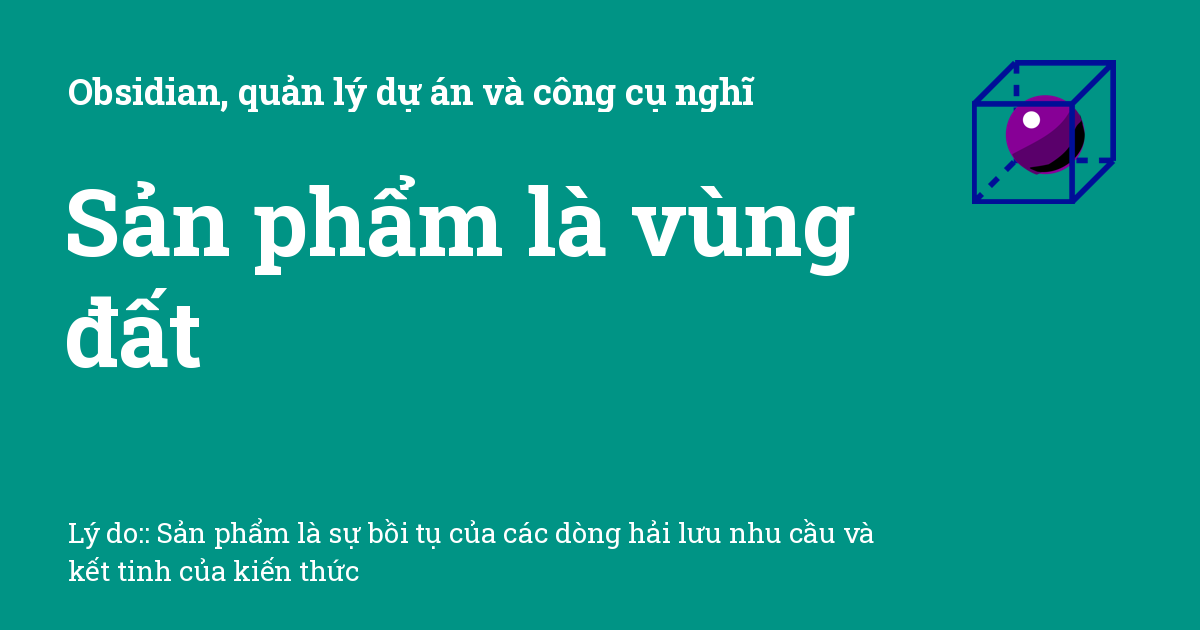 Obsidian, quản lý dự án và công cụ nghĩ
Sản phẩm là vùng
đất
Lý do:: Sản phẩm là sự bồi tụ của các dòng hải lưu nhu cầu và
kết tinh của kiến thức